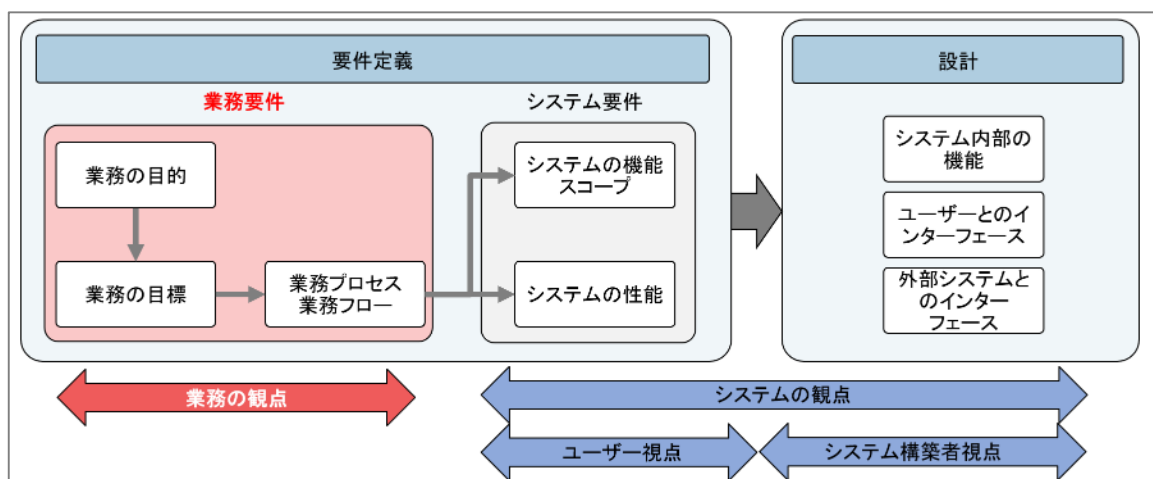 要件定義
設計
業務要件
システム要件
業務の目的
業務の目標
業務プロセス
業務フロー
システムの機能
スコープ
システムの性能
システム内部の
機能
ユーザーとのイ
ンターフェース
外部システムと
のインター
フェース
業務の観点
システムの観点
ユーザー視点
システム構築者視点